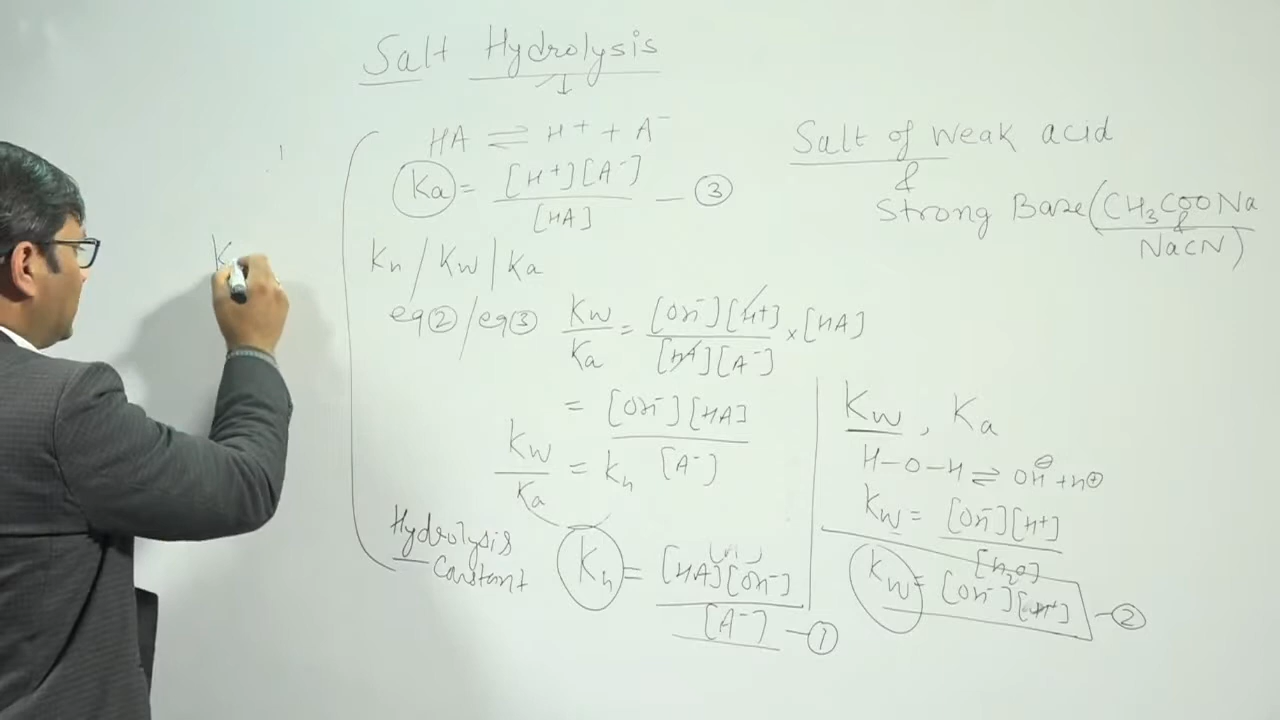 Salt Hydrolysis
↓
HA ⇌ H⁺ + A⁻
Ka = [H⁺][A⁻] / [HA] — ③
Kh / Kw | Ka
eq② / eq③ Kw / Ka = [OH⁻][H⁺] / [HA][A⁻] × [HA]
= [OH⁻][HA] / [A⁻]
Kw / Ka = Kh
Hydrolysis
Constant
Kh = [HA][OH⁻] / [A⁻] — ①
Salt of weak acid
&
Strong Base (CH₃COONa
&
NaCN)
Kw , Ka
H–O–H ⇌ OH⊖ + H⊕
Kw = [OH⁻][H⁺] / [H₂O]
Kw = [OH⁻][H⁺] — ②
K